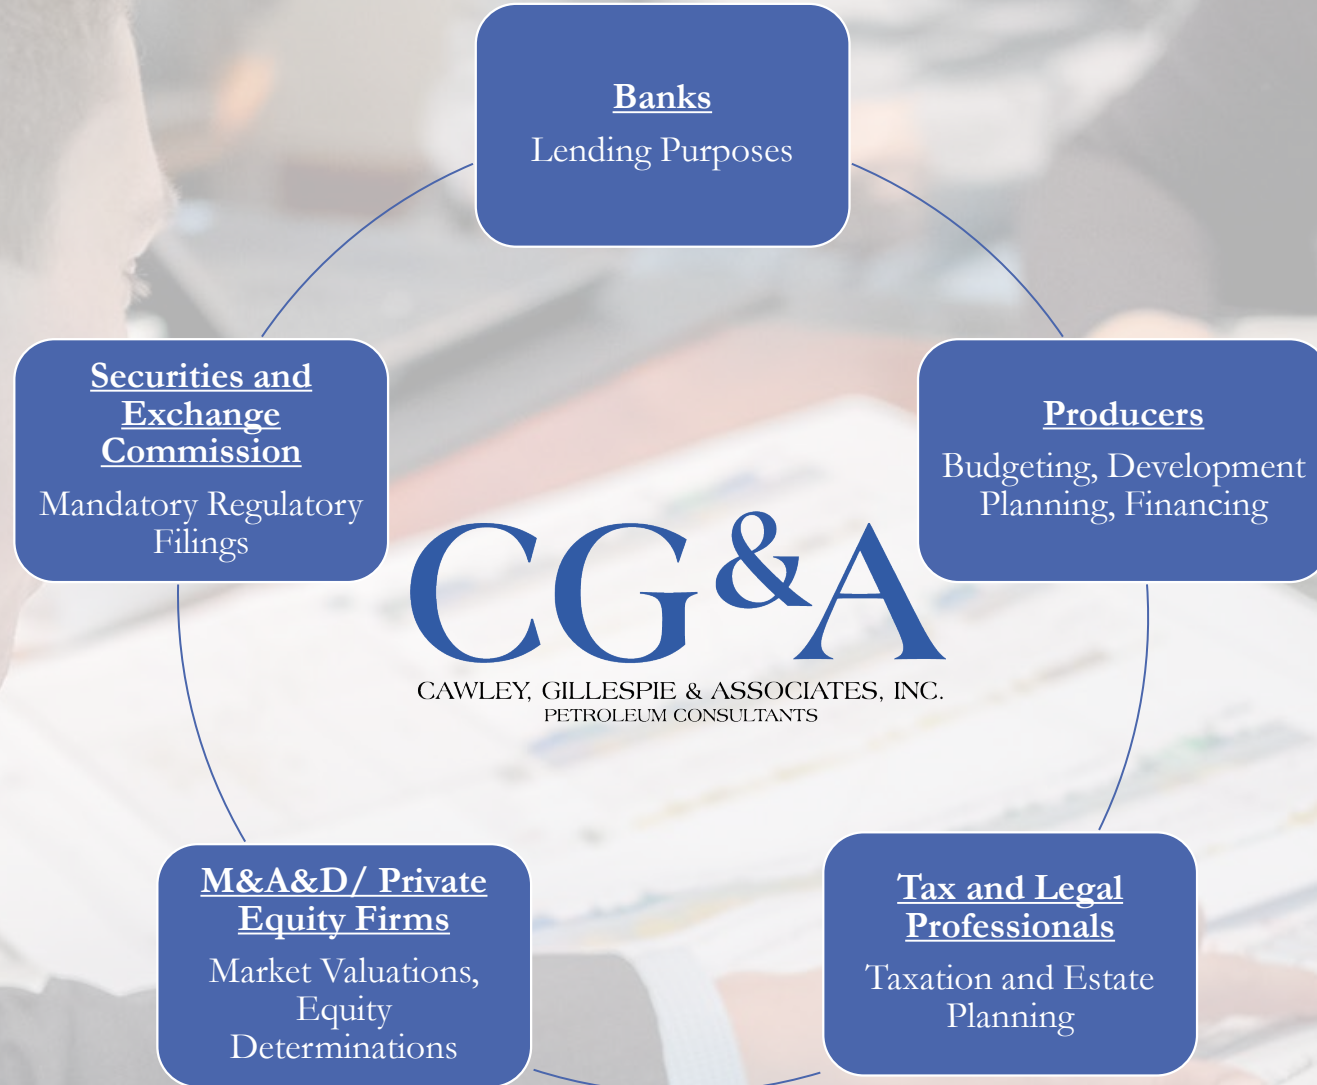 Banks
Lending Purposes
Securities and
Exchange
Commission
Mandatory Regulatory
Filings
Producers
Budgeting, Development
Planning, Financing
CG&A
CAWLEY, GILLESPIE & ASSOCIATES, INC.
PETROLEUM CONSULTANTS
M&A&D/ Private
Equity Firms
Market Valuations,
Equity
Determinations
Tax and Legal
Professionals
Taxation and Estate
Planning